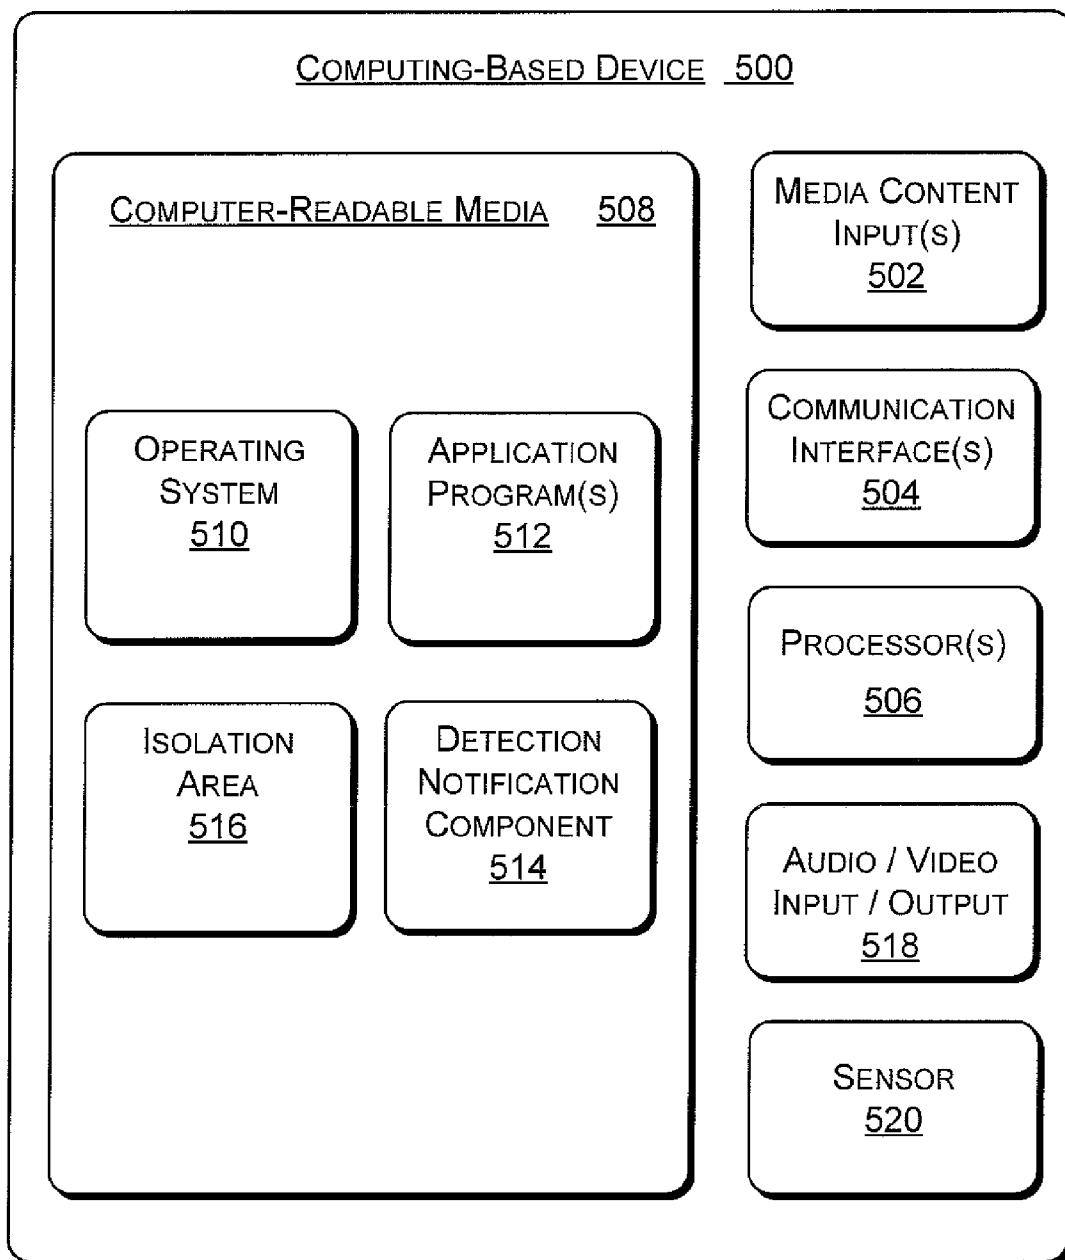 COMPUTING-BASED DEVICE 500
COMPUTER-READABLE MEDIA 508
OPERATING
SYSTEM
510
APPLICATION
PROGRAM(S)
512
ISOLATION
AREA
516
DETECTION
NOTIFICATION
COMPONENT
514
MEDIA CONTENT
INPUT(S)
502
COMMUNICATION
INTERFACE(S)
504
PROCESSOR(S)
506
AUDIO / VIDEO
INPUT / OUTPUT
518
SENSOR
520